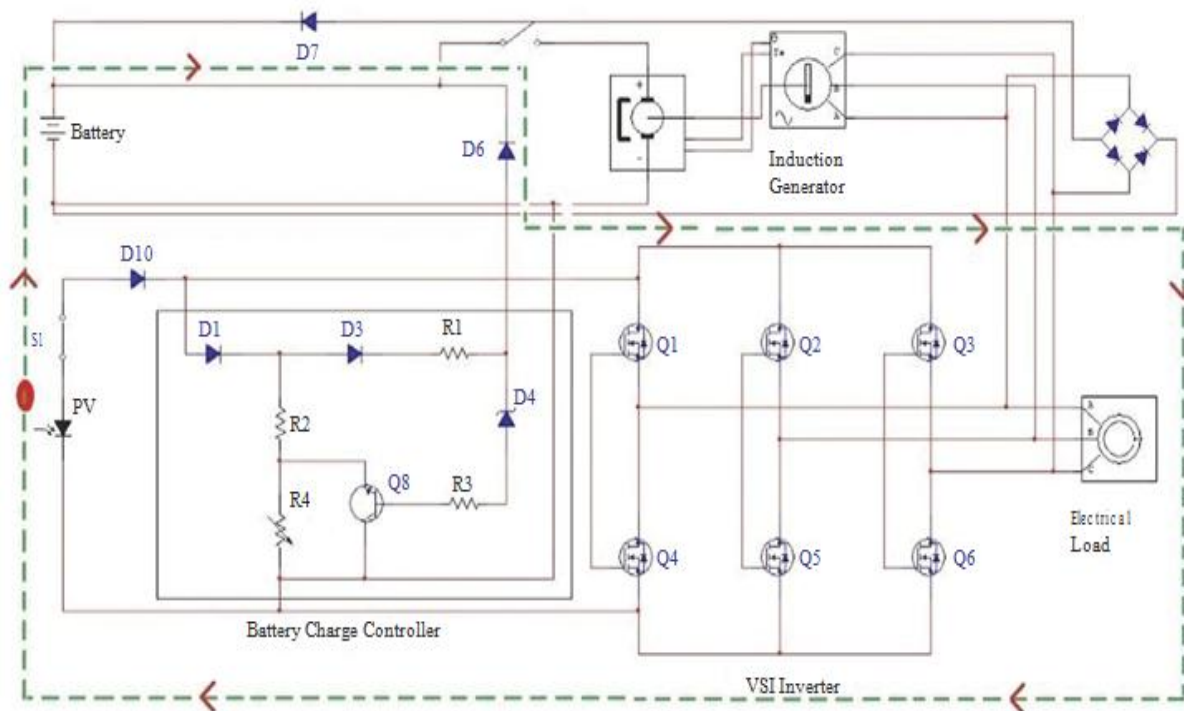 D7
Battery
D6
+
-
G
C
B
A
Induction
Generator
D10
S1
PV
D1
D3
R1
D4
R2
R4
Q8
R3
Battery Charge Controller
Q1
Q2
Q3
Q4
Q5
Q6
VSI Inverter
A
B
C
Electrical
Load